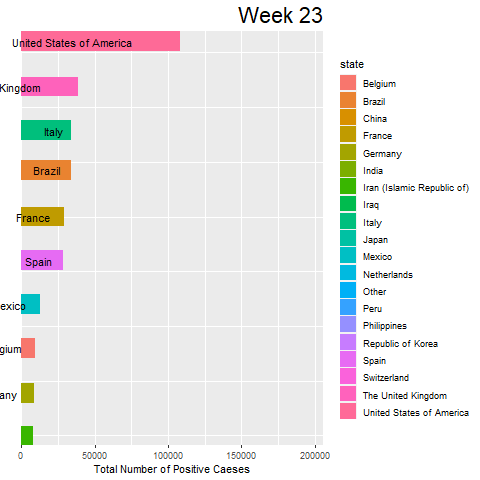 Week 23
United States of America
Kingdom
Italy
Brazil
France
Spain
exico
gium
any
0 50000 100000 150000 200000
Total Number of Positive Caeses
state
Belgium
Brazil
China
France
Germany
India
Iran (Islamic Republic of)
Iraq
Italy
Japan
Mexico
Netherlands
Other
Peru
Philippines
Republic of Korea
Spain
Switzerland
The United Kingdom
United States of America